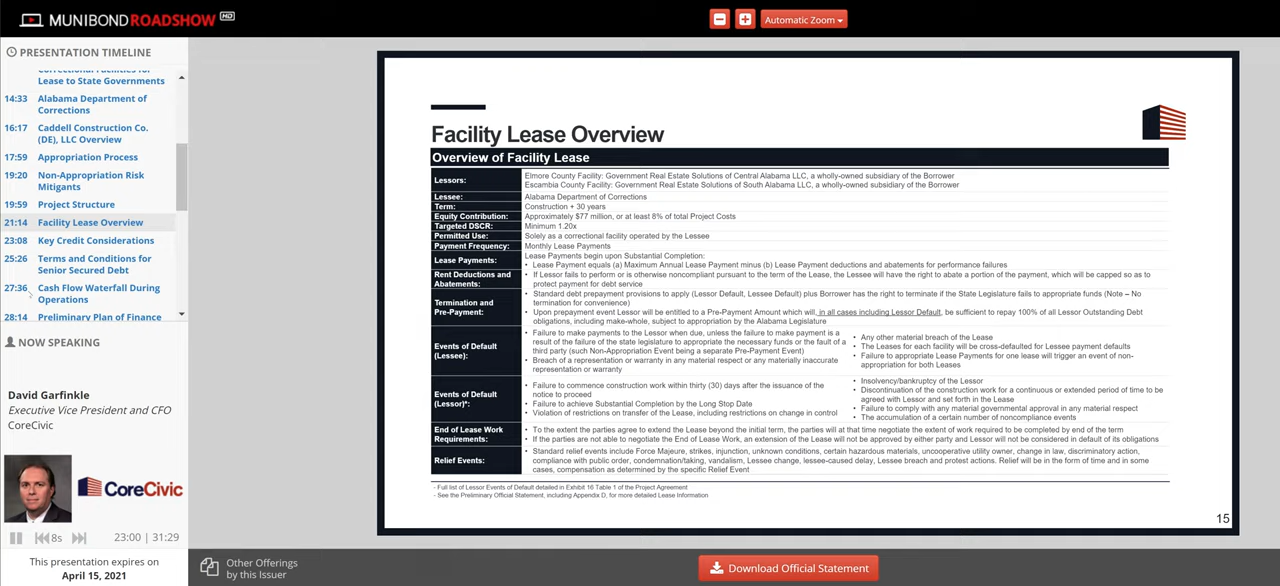 MUNIBOND ROADSHOW HD
Automatic Zoom
PRESENTATION TIMELINE
Correctional Facilities for
Lease to State Governments
14:33 Alabama Department of
Corrections
16:17 Caddell Construction Co.
(DE), LLC Overview
17:59 Appropriation Process
19:20 Non-Appropriation Risk
Mitigants
19:59 Project Structure
21:14 Facility Lease Overview
23:08 Key Credit Considerations
25:26 Terms and Conditions for
Senior Secured Debt
27:36 Cash Flow Waterfall During
Operations
28:14 Preliminary Plan of Finance
NOW SPEAKING
David Garfinkle
Executive Vice President and CFO
CoreCivic
CoreCivic
8s 23:00 | 31:29
This presentation expires on
April 15, 2021
Facility Lease Overview
Overview of Facility Lease
Lessors:
Elmore County Facility: Government Real Estate Solutions of Central Alabama LLC, a wholly-owned subsidiary of the Borrower
Escambia County Facility: Government Real Estate Solutions of South Alabama LLC, a wholly-owned subsidiary of the Borrower
Lessee: Alabama Department of Corrections
Term: Construction + 30 years
Equity Contribution: Approximately $77 million, or at least 8% of total Project Costs
Targeted DSCR: Minimum 1.20x
Permitted Use: Solely as a correctional facility operated by the Lessee
Payment Frequency: Monthly Lease Payments
Lease Payments:
Lease Payments begin upon Substantial Completion:
• Lease Payment equals (a) Maximum Annual Lease Payment minus (b) Lease Payment deductions and abatements for performance failures
Rent Deductions and
Abatements:
• If Lessor fails to perform or is otherwise noncompliant pursuant to the term of the Lease, the Lessee will have the right to abate a portion of the payment, which will be capped so as to
protect payment for debt service
Termination and
Pre-Payment:
• Standard debt prepayment provisions to apply (Lessor Default, Lessee Default) plus Borrower has the right to terminate if the State Legislature fails to appropriate funds (Note – No
termination for convenience)
• Upon prepayment event Lessor will be entitled to a Pre-Payment Amount which will, in all cases including Lessor Default, be sufficient to repay 100% of all Lessor Outstanding Debt
obligations, including make-whole, subject to appropriation by the Alabama Legislature
Events of Default
(Lessee):
• Failure to make payments to the Lessor when due, unless the failure to make payment is a
result of the failure of the state legislature to appropriate the necessary funds or the fault of a
third party (such Non-Appropriation Event being a separate Pre-Payment Event)
• Breach of a representation or warranty in any material respect or any materially inaccurate
representation or warranty
• Any other material breach of the Lease
• The Leases for each facility will be cross-defaulted for Lessee payment defaults
• Failure to appropriate Lease Payments for one lease will trigger an event of non-
appropriation for both Leases
Events of Default
(Lessor)*:
• Failure to commence construction work within thirty (30) days after the issuance of the
notice to proceed
• Failure to achieve Substantial Completion by the Long Stop Date
• Violation of restrictions on transfer of the Lease, including restrictions on change in control
• Insolvency/bankruptcy of the Lessor
• Discontinuation of the construction work for a continuous or extended period of time to be
agreed with Lessor and set forth in the Lease
• Failure to comply with any material governmental approval in any material respect
• The accumulation of a certain number of noncompliance events
End of Lease Work
Requirements:
• To the extent the parties agree to extend the Lease beyond the initial term, the parties will at that time negotiate the extent of work required to be completed by end of the term
• If the parties are not able to negotiate the End of Lease Work, an extension of the Lease will not be approved by either party and Lessor will not be considered in default of its obligations
Relief Events:
• Standard relief events include Force Majeure, strikes, injunction, unknown conditions, certain hazardous materials, uncooperative utility owner, change in law, discriminatory action,
compliance with public order, condemnation/taking, vandalism, Lessee change, lessee-caused delay, Lessee breach and protest actions. Relief will be in the form of time and in some
cases, compensation as determined by the specific Relief Event
- Full list of Lessor Events of Default detailed in Exhibit 16 Table 1 of the Project Agreement
- See the Preliminary Official Statement, including Appendix D, for more detailed Lease Information
15
Other Offerings
by this Issuer
Download Official Statement